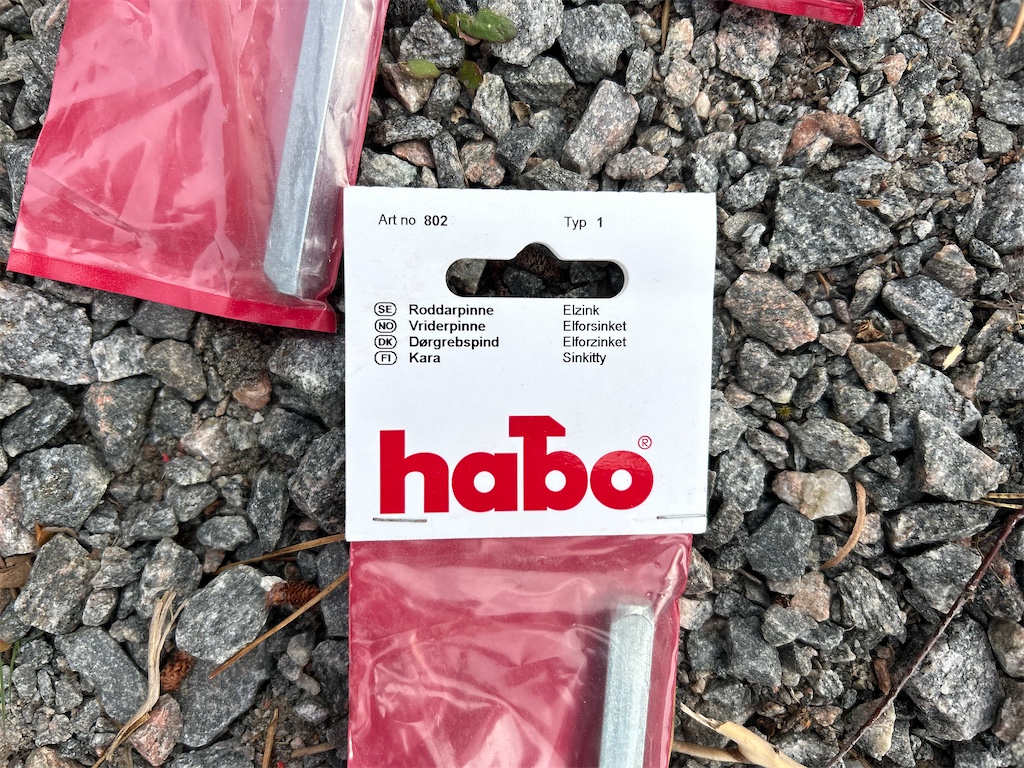 Art no 802 Typ 1
SE Roddarpinne Elzink
NO Vriderpinne Elforsinket
DK Dørgrebspind Elforzinket
FI Kara Sinkitty
habo®